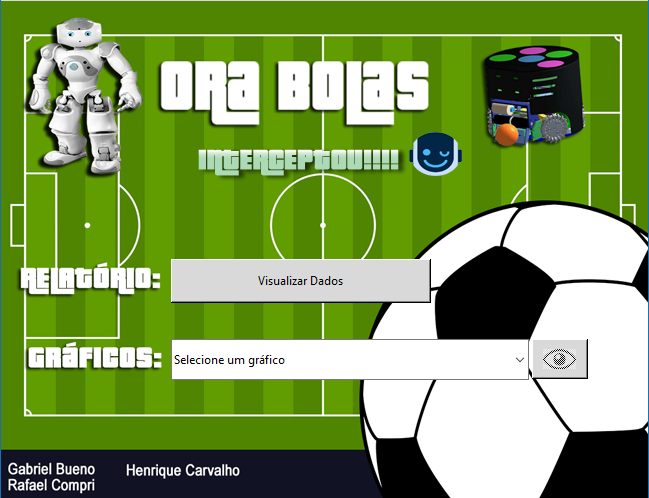 ORA BOLAS
INTERCEPTOU!!!!
RELATÓRIO:
Visualizar Dados
GRÁFICOS:
Selecione um gráfico
Gabriel Bueno
Henrique Carvalho
Rafael Compri